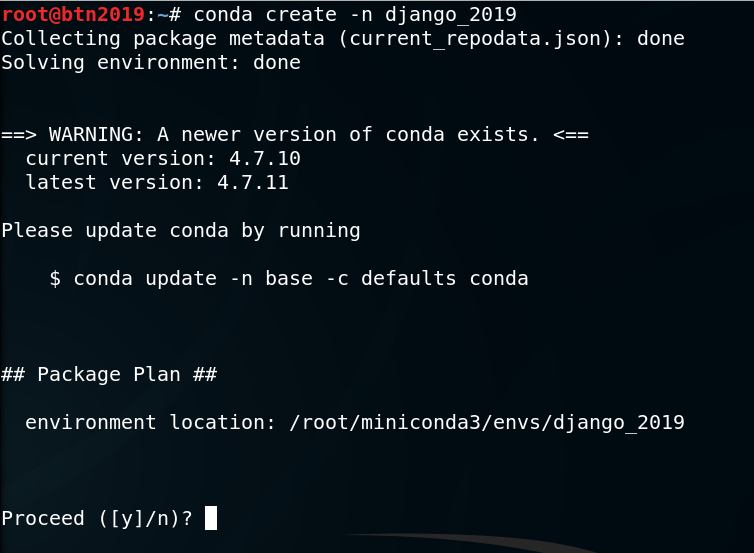 root@btn2019:~# conda create -n django_2019
Collecting package metadata (current_repodata.json): done
Solving environment: done
==> WARNING: A newer version of conda exists. <==
  current version: 4.7.10
  latest version: 4.7.11
Please update conda by running
    $ conda update -n base -c defaults conda
## Package Plan ##
  environment location: /root/miniconda3/envs/django_2019
Proceed ([y]/n)?